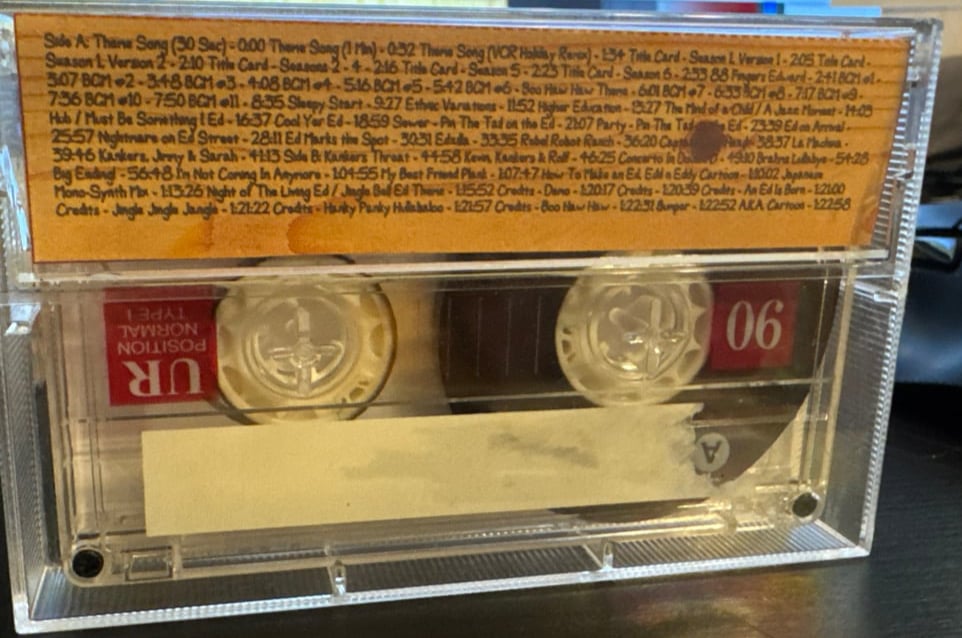 Side A: Theme Song (30 Sec) - 0:00 Theme Song (1 Min) - 0:32 Theme Song (VCR Holiday Remix) - 1:34 Title Card - Season 1, Version 1 - 2:05 Title Card -
Season 1, Version 2 - 2:10 Title Card - Seasons 2 - 4 - 2:16 Title Card - Season 5 - 2:23 Title Card - Season 6 - 2:33 88 Fingers Edward - 2:41 BGM #1 -
3:07 BGM #2 - 3:48 BGM #3 - 4:08 BGM #4 - 5:16 BGM #5 - 5:42 BGM #6 - Boo Haw Haw Theme - 6:01 BGM #7 - 6:33 BGM #8 - 7:17 BGM #9 -
7:36 BGM #10 - 7:50 BGM #11 - 8:35 Sleepy Start - 9:27 Ethnic Variations - 11:52 Higher Education - 13:27 The Mind of a Child / A Jazz Moment - 14:03
Huh / Must Be Something I Ed - 16:37 Cool Yer Ed - 18:59 Sewer - Pin The Tail on the Ed - 21:07 Party - Pin The Tail Ed - 23:39 Ed on Arrival -
25:57 Nightmare on Ed Street - 28:11 Ed Marks the Spot - 30:31 Edada - 33:35 Rebel Robot Ranch - 36:20 - 38:37 La Machina -
39:46 Kankers, Jimmy & Sarah - 41:13 Side B: Kankers Threat - 44:58 Kevin, Kankers & Rolf - 46:25 Concerto In - 49:10 Brahms Lullabye - 54:28
Big Ending! - 56:48 I'm Not Coming In Anymore - 1:04:55 My Best Friend Plank - 1:07:47 How To Make an Ed, Edd n Eddy Cartoon - 1:10:02 Japanese
Mono-Synth Mix - 1:13:26 Night of The Living Ed / Jingle Bell Ed Theme - 1:15:52 Credits - Demo - 1:20:17 Credits - 1:20:39 Credits - An Ed is Born - 1:21:00
Credits - Jingle Jingle Jangle - 1:21:22 Credits - Hanky Panky Hullabaloo - 1:21:57 Credits - Boo Haw Haw - 1:22:31 Bumper - 1:22:52 A.K.A. Cartoon - 1:22:58
90
A
UR
POSITION
NORMAL
TYPE I